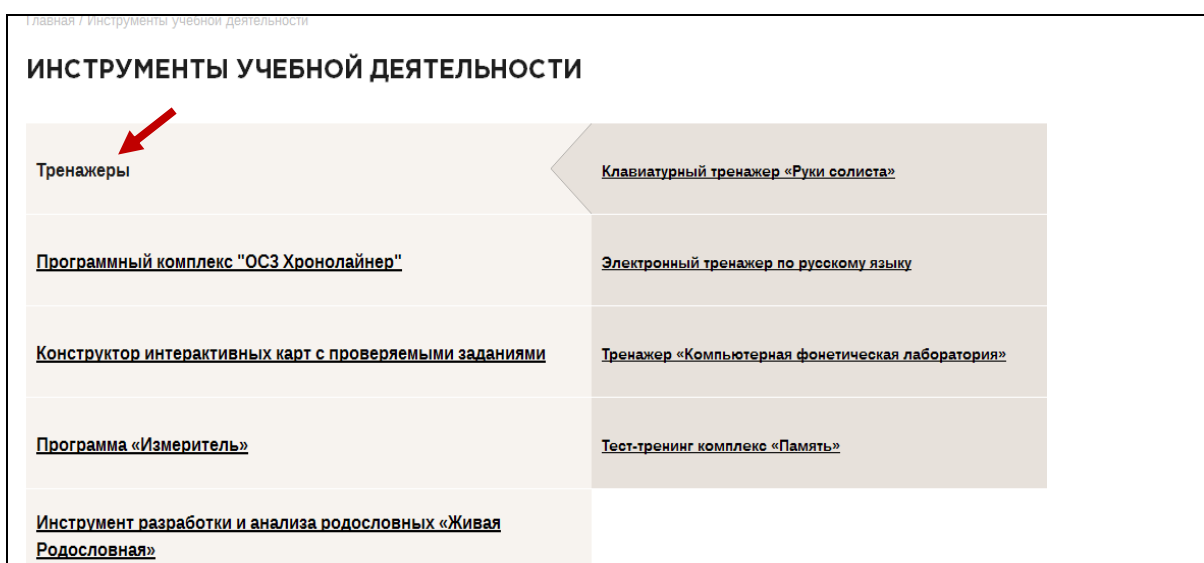 Главная / Инструменты учебной деятельности
ИНСТРУМЕНТЫ УЧЕБНОЙ ДЕЯТЕЛЬНОСТИ
Тренажеры
Клавиатурный тренажер «Руки солиста»
Программный комплекс "ОС3 Хронолайнер"
Электронный тренажер по русскому языку
Конструктор интерактивных карт с проверяемыми заданиями
Тренажер «Компьютерная фонетическая лаборатория»
Программа «Измеритель»
Тест-тренинг комплекс «Память»
Инструмент разработки и анализа родословных «Живая
Родословная»